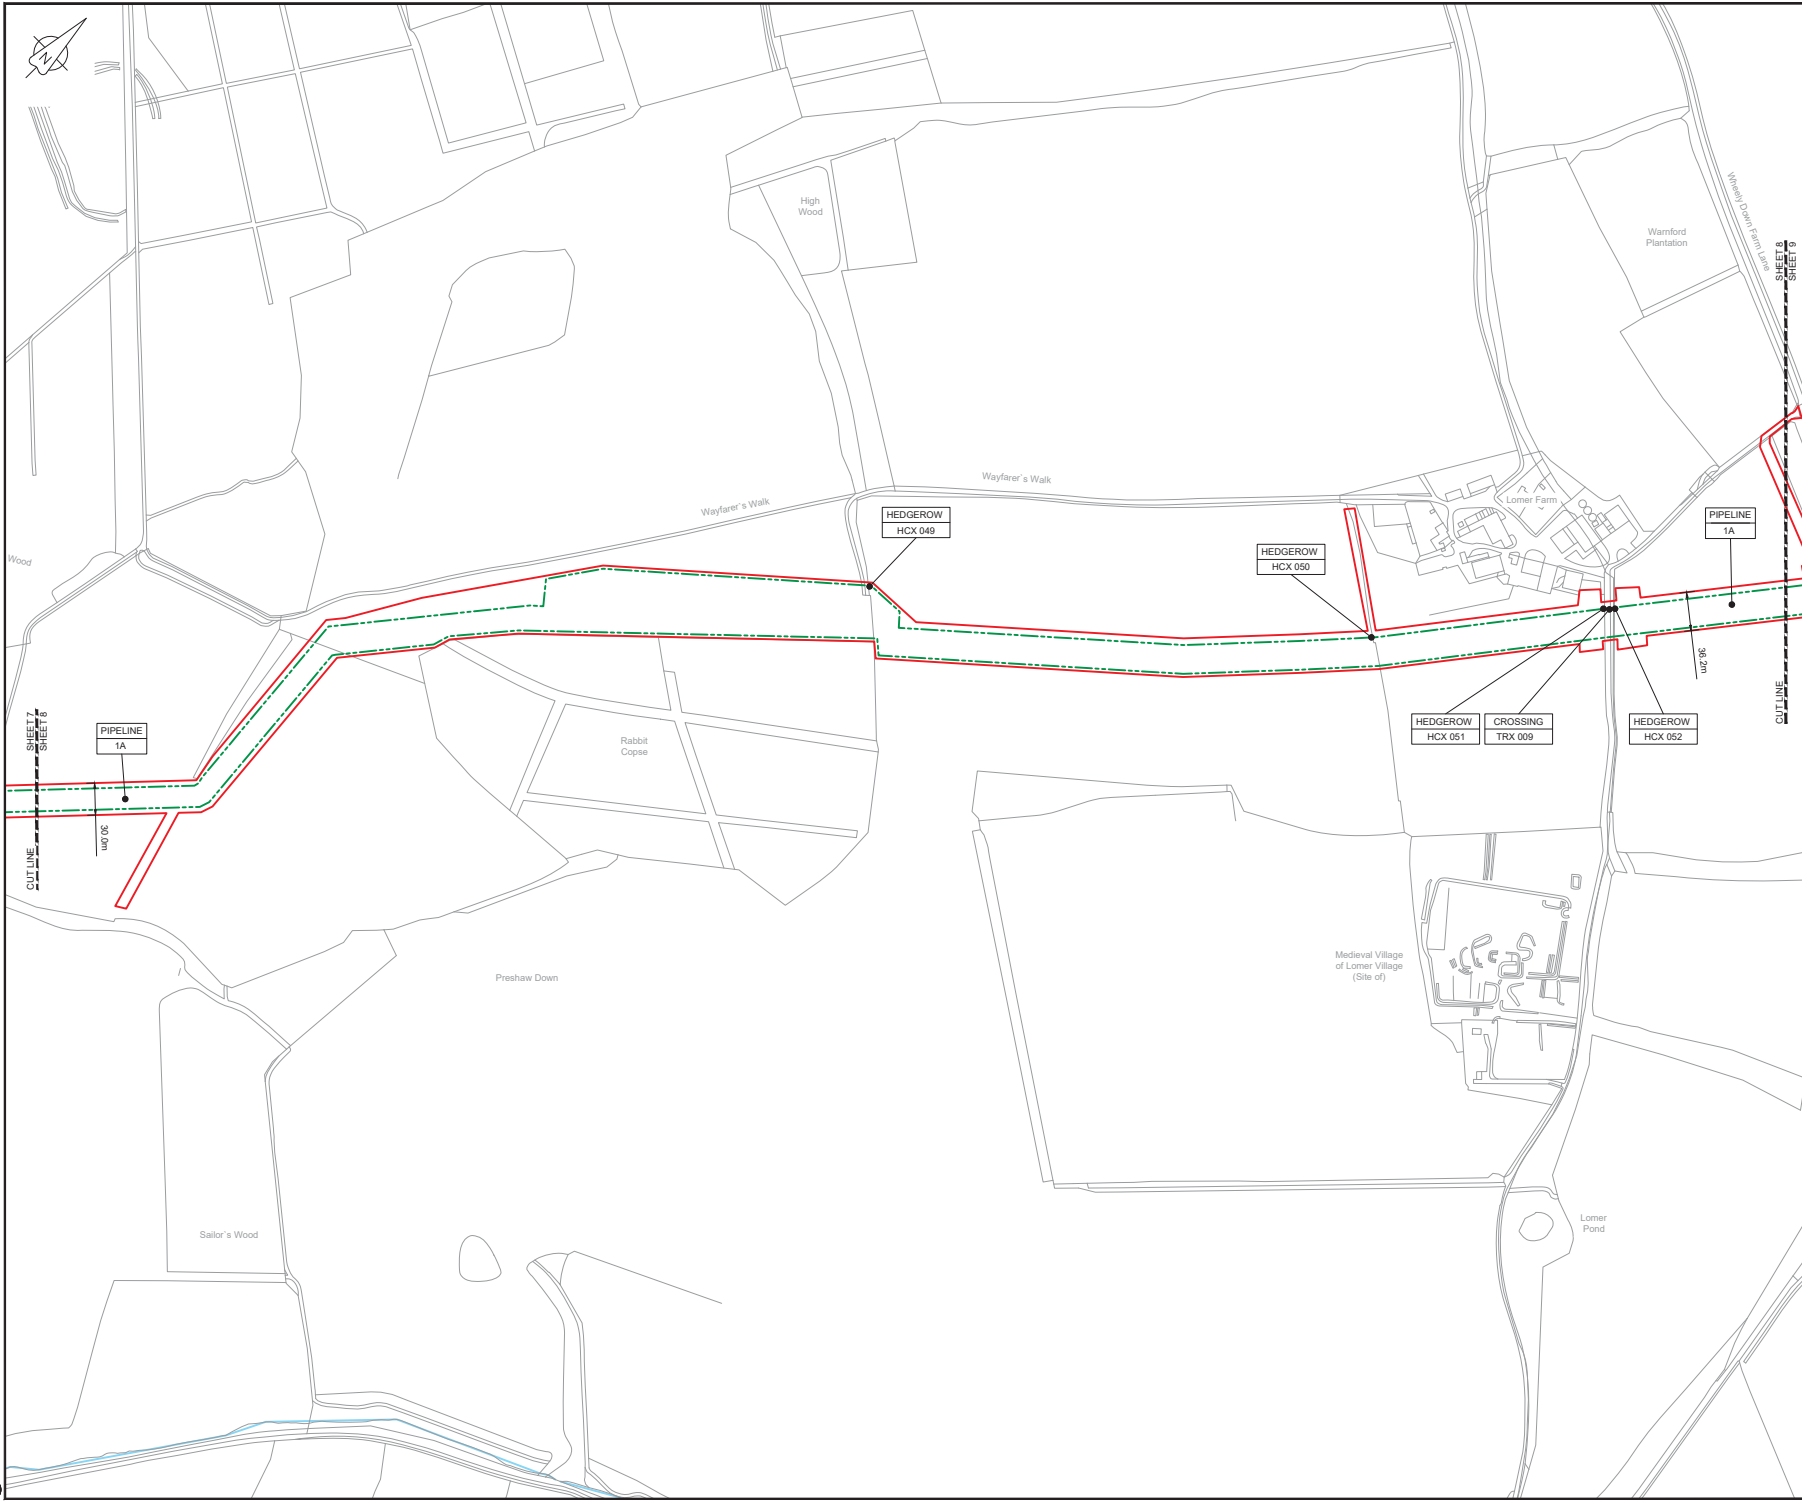 N
High
Wood
Warnford
Plantation
Wheely Down Farm Lane
SHEET 8
SHEET 9
Wayfarer's Walk
Wayfarer's Walk
Lomer Farm
HEDGEROW
HCX 049
PIPELINE
1A
HEDGEROW
HCX 050
Wood
36.2m
CUT LINE
SHEET 7
SHEET 8
PIPELINE
1A
Rabbit
Copse
HEDGEROW
HCX 051
CROSSING
TRX 009
HEDGEROW
HCX 052
30.0m
CUT LINE
Preshaw Down
Medieval Village
of Lomer Village
(Site of)
Sailor's Wood
Lomer
Pond